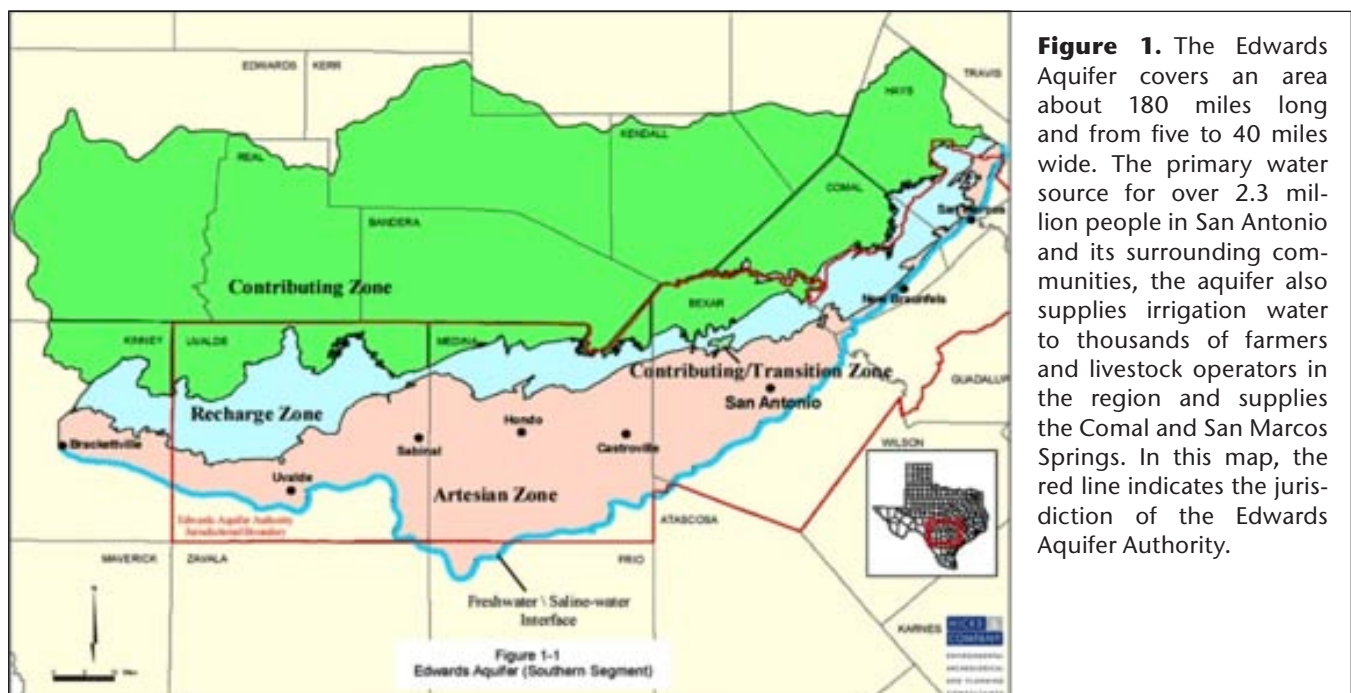 EDWARDS
KERR
TRAVIS
HAYS
KENDALL
REAL
COMAL
BANDERA
San Marcos
Contributing Zone
BEXAR
New Braunfels
KINNEY
UVALDE
MEDINA
Contributing/Transition Zone
GUADALUP
Recharge Zone
San Antonio
Hondo
Brackettville
Sabinal
Castroville
WILSON
Uvalde
Artesian Zone
Edwards Aquifer Authority
Jurisdictional Boundary
ATASCOSA
MAVERICK
ZAVALA
FRIO
Freshwater \ Saline-water
Interface
KARNES
HICKS
COMPANY
Figure 1-1
Edwards Aquifer (Southern Segment)
Figure 1. The Edwards
Aquifer covers an area
about 180 miles long
and from five to 40 miles
wide. The primary water
source for over 2.3 mil-
lion people in San Antonio
and its surrounding com-
munities, the aquifer also
supplies irrigation water
to thousands of farmers
and livestock operators in
the region and supplies
the Comal and San Marcos
Springs. In this map, the
red line indicates the juris-
diction of the Edwards
Aquifer Authority.